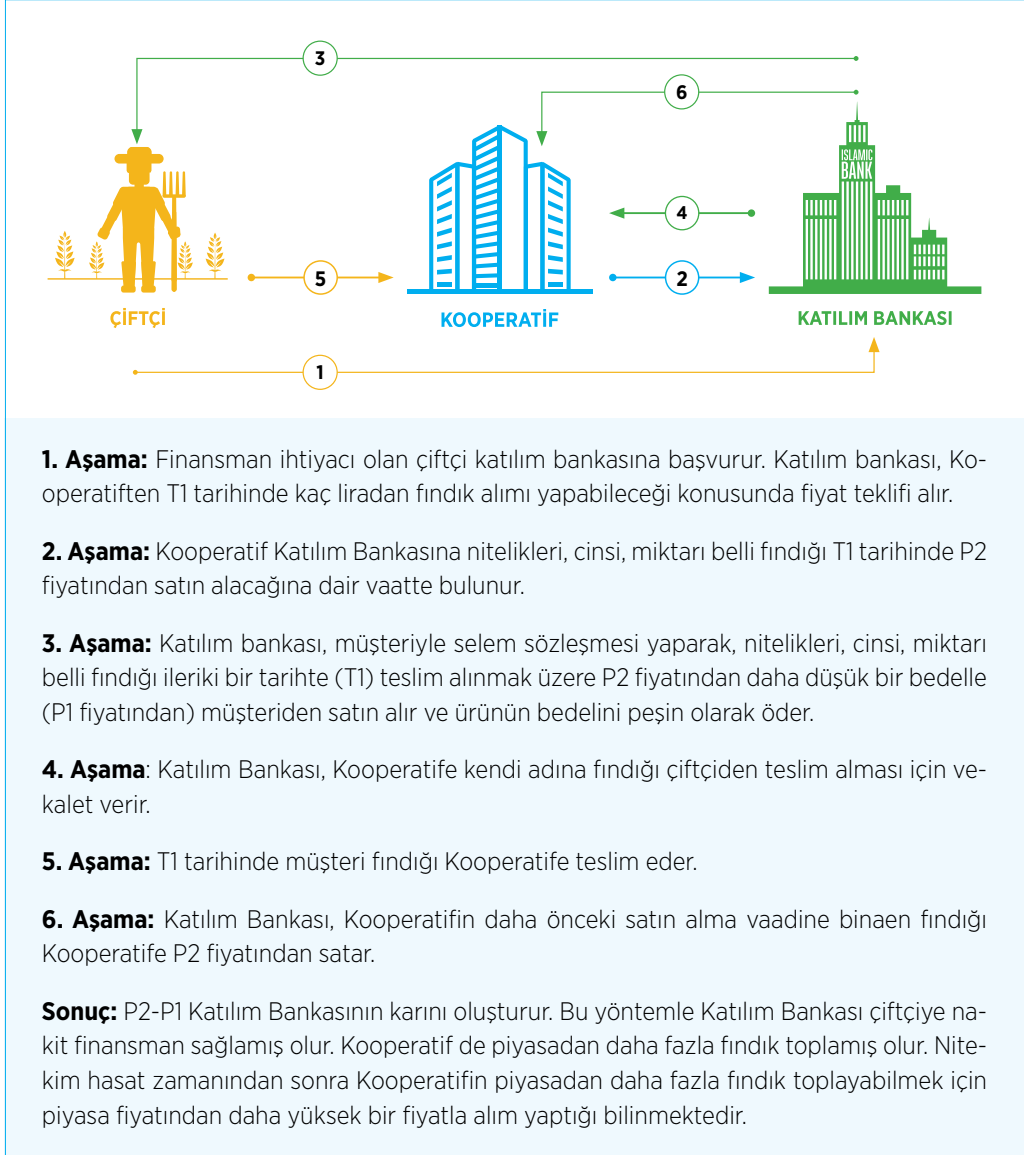 3
6
ISLAMIC
BANK
4
5
2
ÇİFTÇİ
KOOPERATİF
KATILIM BANKASI
1
1. Aşama: Finansman ihtiyacı olan çiftçi katılım bankasına başvurur. Katılım bankası, Ko-
operatiften T1 tarihinde kaç liradan fındık alımı yapabileceği konusunda fiyat teklifi alır.
2. Aşama: Kooperatif Katılım Bankasına nitelikleri, cinsi, miktarı belli fındığı T1 tarihinde P2
fiyatından satın alacağına dair vaatte bulunur.
3. Aşama: Katılım bankası, müşteriyle selem sözleşmesi yaparak, nitelikleri, cinsi, miktarı
belli fındığı ileriki bir tarihte (T1) teslim alınmak üzere P2 fiyatından daha düşük bir bedelle
(P1 fiyatından) müşteriden satın alır ve ürünün bedelini peşin olarak öder.
4. Aşama: Katılım Bankası, Kooperatife kendi adına fındığı çiftçiden teslim alması için ve-
kalet verir.
5. Aşama: T1 tarihinde müşteri fındığı Kooperatife teslim eder.
6. Aşama: Katılım Bankası, Kooperatifin daha önceki satın alma vaadine binaen fındığı
Kooperatife P2 fiyatından satar.
Sonuç: P2-P1 Katılım Bankasının karını oluşturur. Bu yöntemle Katılım Bankası çiftçiye na-
kit finansman sağlamış olur. Kooperatif de piyasadan daha fazla fındık toplamış olur. Nite-
kim hasat zamanından sonra Kooperatifin piyasadan daha fazla fındık toplayabilmek için
piyasa fiyatından daha yüksek bir fiyatla alım yaptığı bilinmektedir.